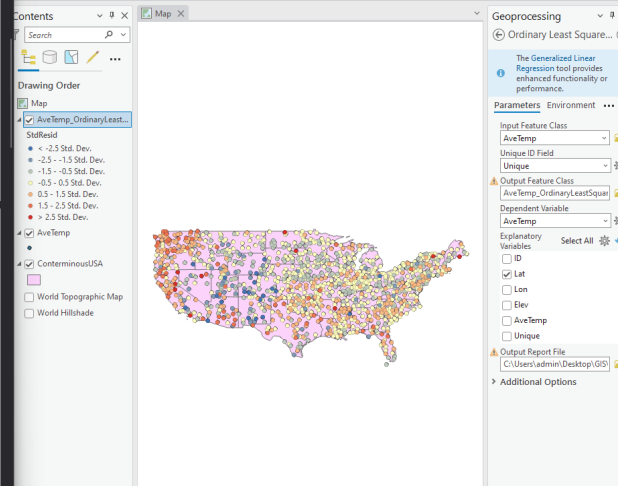 Contents
Search
Drawing Order
Map
AveTemp_OrdinaryLeast...
StdResid
< -2.5 Std. Dev.
-2.5 - -1.5 Std. Dev.
-1.5 - -0.5 Std. Dev.
-0.5 - 0.5 Std. Dev.
0.5 - 1.5 Std. Dev.
1.5 - 2.5 Std. Dev.
> 2.5 Std. Dev.
AveTemp
ConterminousUSA
World Topographic Map
World Hillshade
Map
Geoprocessing
Ordinary Least Square...
The Generalized Linear
Regression tool provides
enhanced functionality or
performance.
Parameters Environment
Input Feature Class
AveTemp
Unique ID Field
Unique
Output Feature Class
AveTemp_OrdinaryLeastSquar
Dependent Variable
AveTemp
Explanatory
Variables
Select All
ID
Lat
Lon
Elev
AveTemp
Unique
Output Report File
C:\Users\admin\Desktop\GIS\
Additional Options